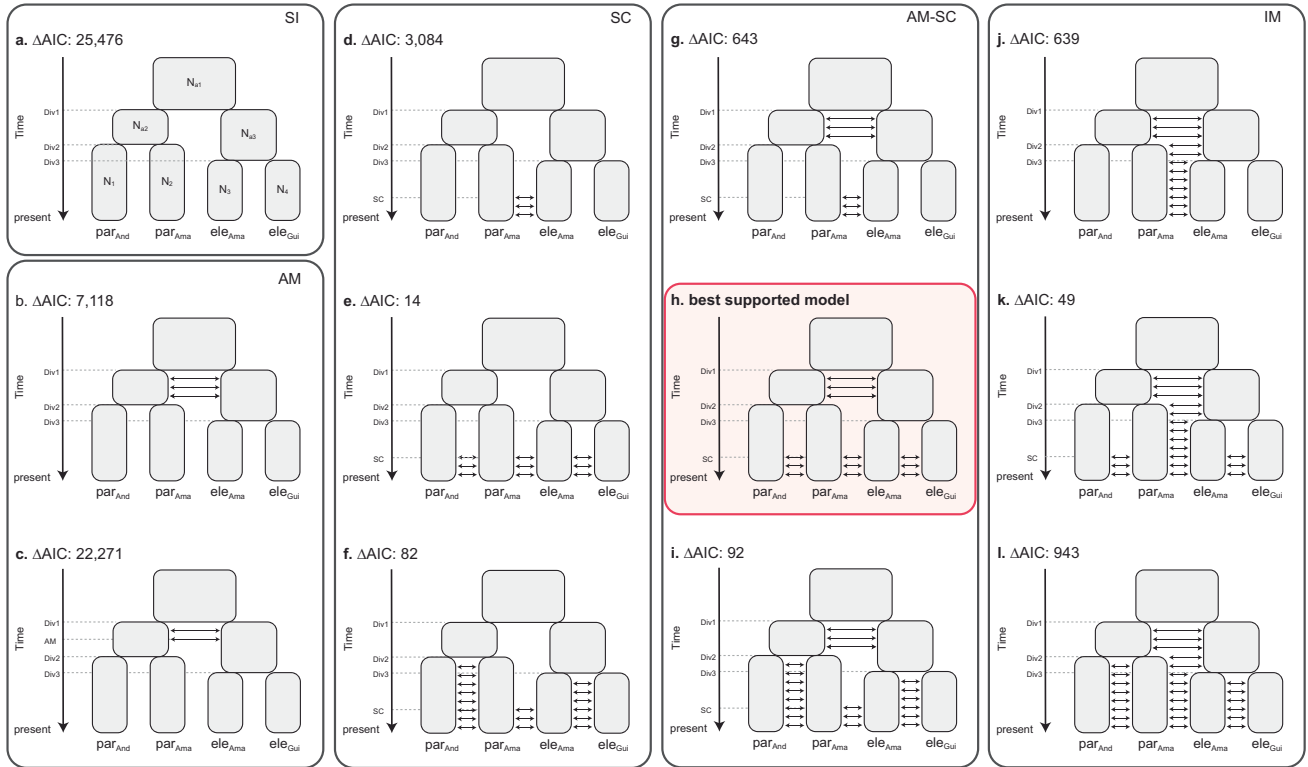 SI
a. ΔAIC: 25,476
Time
Div1
Div2
Div3
present
Na1
Na2
Na3
N1
N2
N3
N4
parAnd parAma eleAma eleGui
AM
b. ΔAIC: 7,118
Time
Div1
Div2
Div3
present
parAnd parAma eleAma eleGui
c. ΔAIC: 22,271
Time
Div1
AM
Div2
Div3
present
parAnd parAma eleAma eleGui
SC
d. ΔAIC: 3,084
Time
Div1
Div2
Div3
SC
present
parAnd parAma eleAma eleGui
e. ΔAIC: 14
Time
Div1
Div2
Div3
SC
present
parAnd parAma eleAma eleGui
f. ΔAIC: 82
Time
Div1
Div2
Div3
SC
present
parAnd parAma eleAma eleGui
AM-SC
g. ΔAIC: 643
Time
Div1
Div2
Div3
SC
present
parAnd parAma eleAma eleGui
h. best supported model
Time
Div1
Div2
Div3
SC
present
parAnd parAma eleAma eleGui
i. ΔAIC: 92
Time
Div1
Div2
Div3
SC
present
parAnd parAma eleAma eleGui
IM
j. ΔAIC: 639
Time
Div1
Div2
Div3
present
parAnd parAma eleAma eleGui
k. ΔAIC: 49
Time
Div1
Div2
Div3
SC
present
parAnd parAma eleAma eleGui
l. ΔAIC: 943
Time
Div1
Div2
Div3
present
parAnd parAma eleAma eleGui